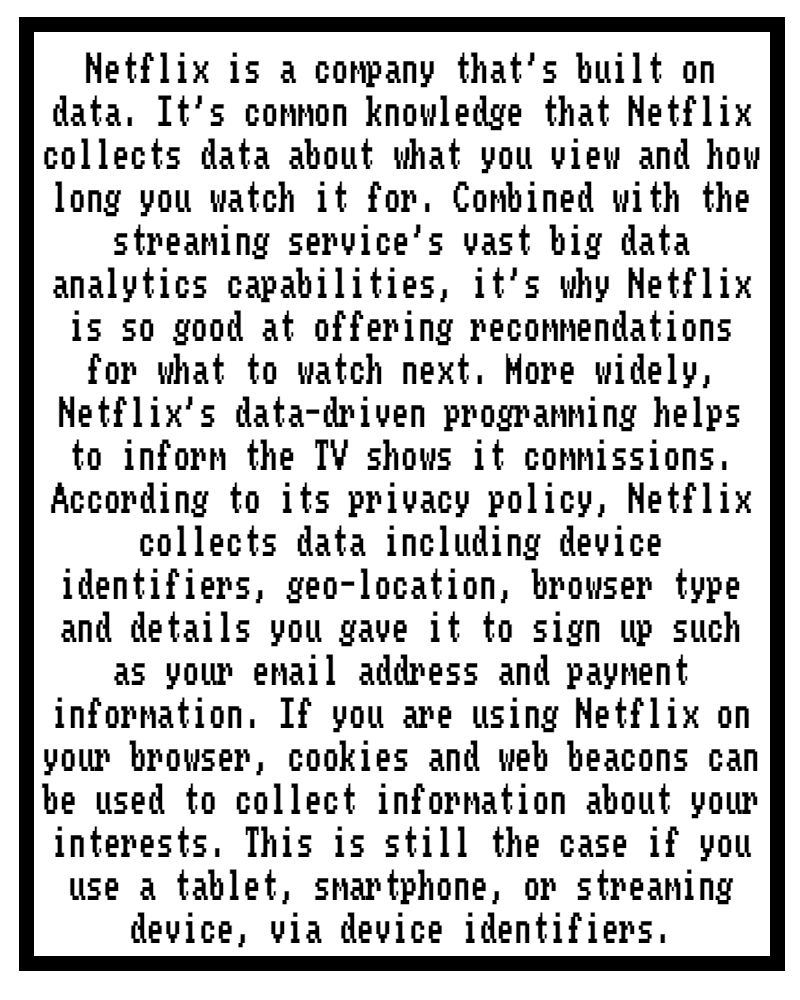 Netflix is a company that's built on
data. It's common knowledge that Netflix
collects data about what you view and how
long you watch it for. Combined with the
streaming service's vast big data
analytics capabilities, it's why Netflix
is so good at offering recommendations
for what to watch next. More widely,
Netflix's data-driven programming helps
to inform the TV shows it commissions.
According to its privacy policy, Netflix
collects data including device
identifiers, geo-location, browser type
and details you gave it to sign up such
as your email address and payment
information. If you are using Netflix on
your browser, cookies and web beacons can
be used to collect information about your
interests. This is still the case if you
use a tablet, smartphone, or streaming
device, via device identifiers.